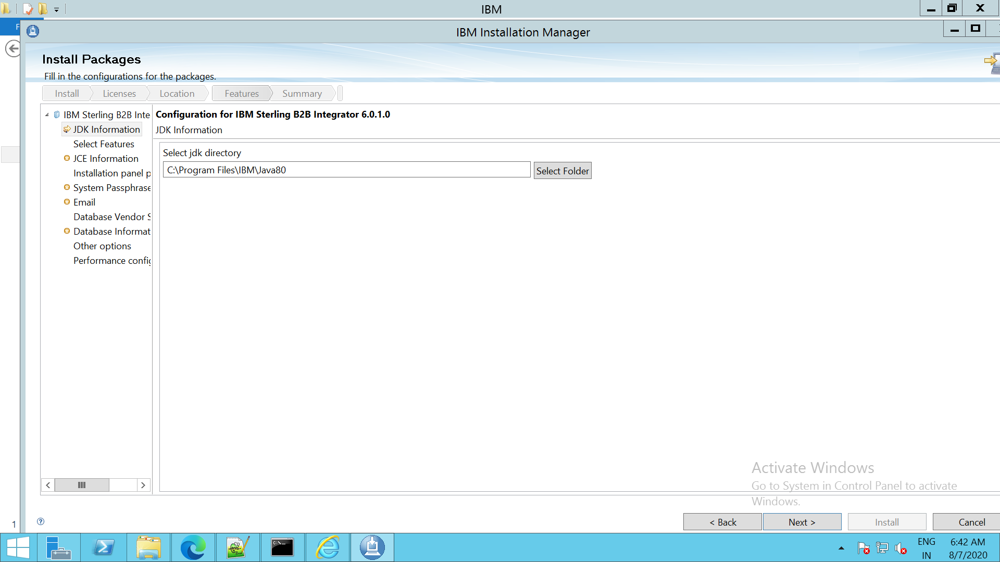 IBM
F
IBM Installation Manager
Install Packages
Fill in the configurations for the packages.
Install
Licenses
Location
Features
Summary
IBM Sterling B2B Inte
JDK Information
Select Features
JCE Information
Installation panel p
System Passphrase
Email
Database Vendor S
Database Informat
Other options
Performance config
Configuration for IBM Sterling B2B Integrator 6.0.1.0
JDK Information
Select jdk directory
C:\Program Files\IBM\Java80
Select Folder
Activate Windows
Go to System in Control Panel to activate
Windows.
1
< Back
Next >
Install
Cancel
C:\_
ENG
IN
6:42 AM
8/7/2020